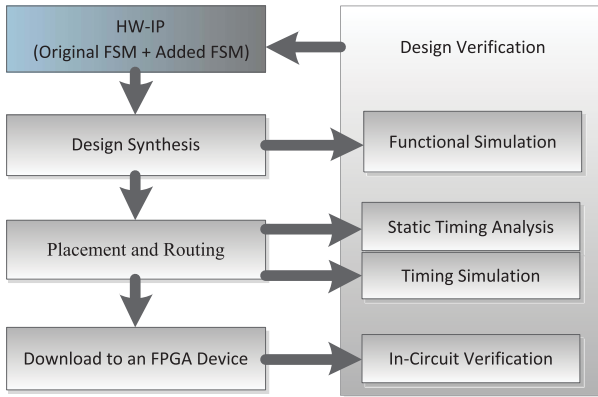 HW-IP
(Original FSM + Added FSM)
Design Verification
Design Synthesis
Functional Simulation
Placement and Routing
Static Timing Analysis
Timing Simulation
Download to an FPGA Device
In-Circuit Verification